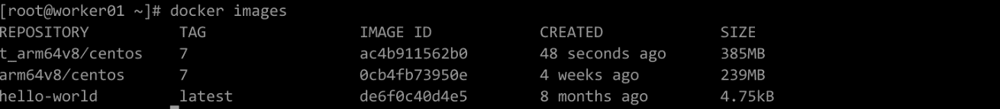 [root@worker01 ~]# docker images
REPOSITORY TAG IMAGE ID CREATED SIZE
t_arm64v8/centos 7 ac4b911562b0 48 seconds ago 385MB
arm64v8/centos 7 0cb4fb73950e 4 weeks ago 239MB
hello-world latest de6f0c40d4e5 8 months ago 4.75kB